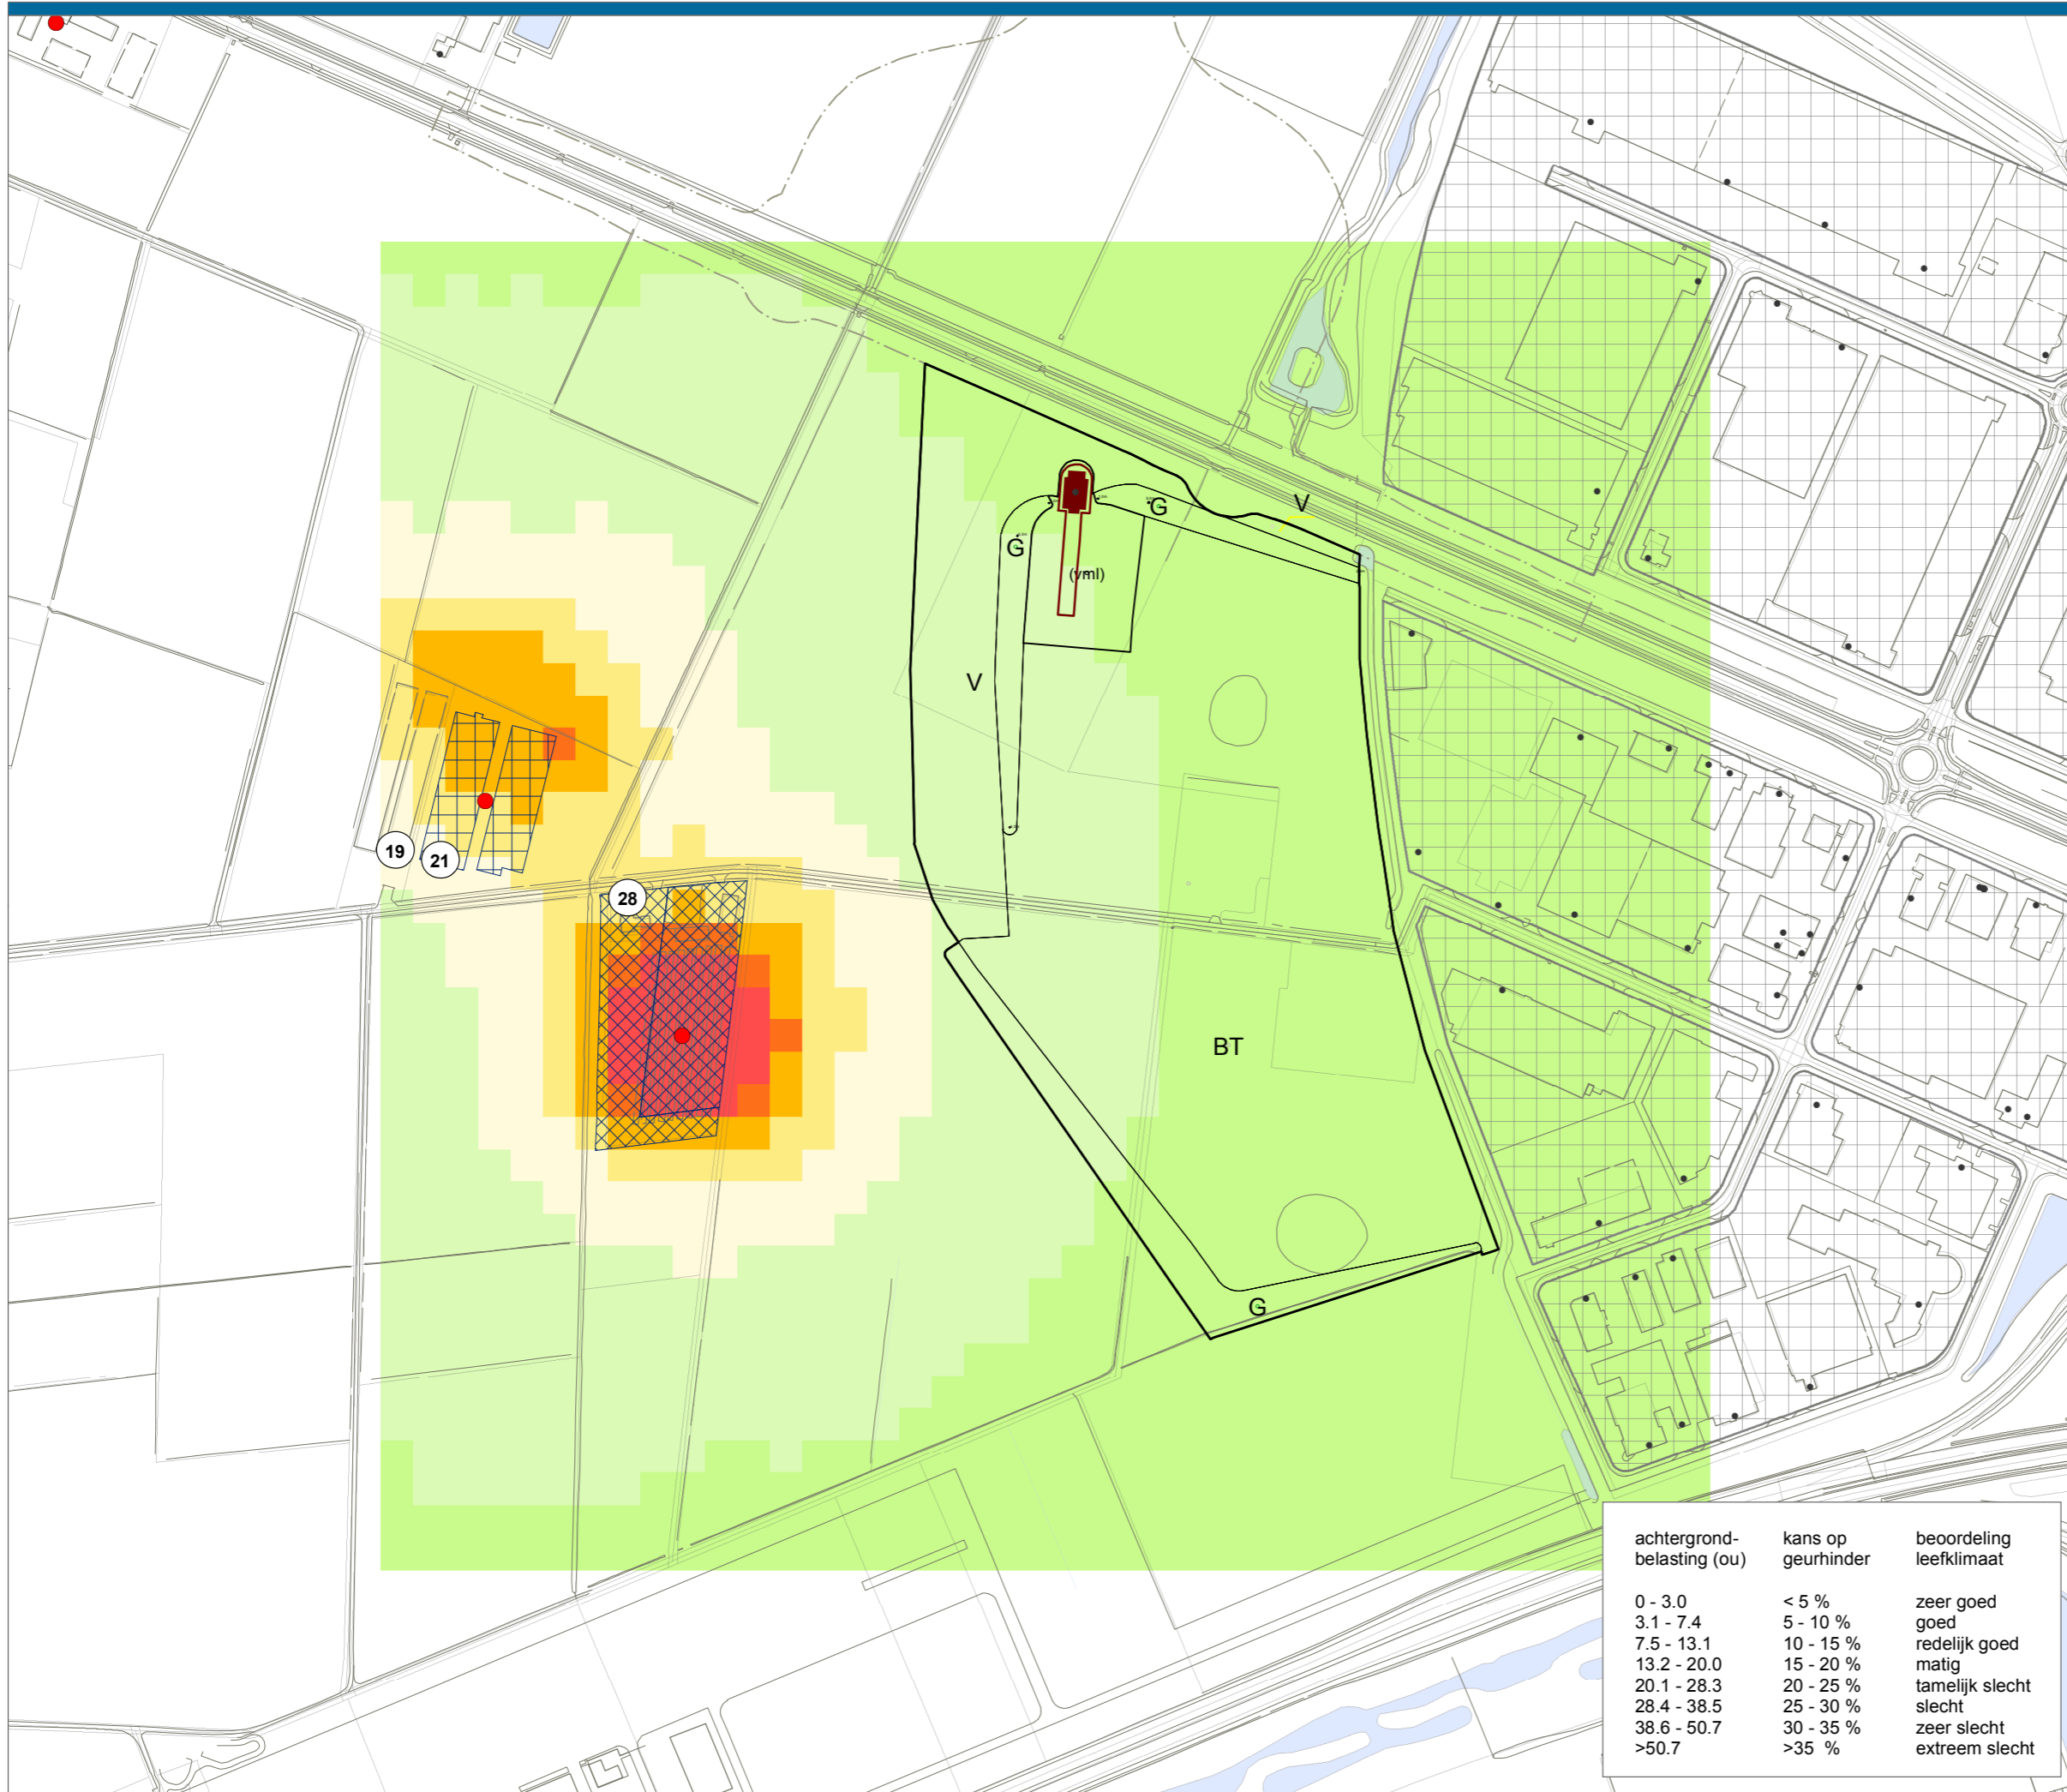 V
G
G
(vml)
V
19
21
28
BT
G
achtergrond- kans op beoordeling
belasting (ou) geurhinder leefklimaat
0 - 3.0 < 5 % zeer goed
3.1 - 7.4 5 - 10 % goed
7.5 - 13.1 10 - 15 % redelijk goed
13.2 - 20.0 15 - 20 % matig
20.1 - 28.3 20 - 25 % tamelijk slecht
28.4 - 38.5 25 - 30 % slecht
38.6 - 50.7 30 - 35 % zeer slecht
>50.7 >35 % extreem slecht